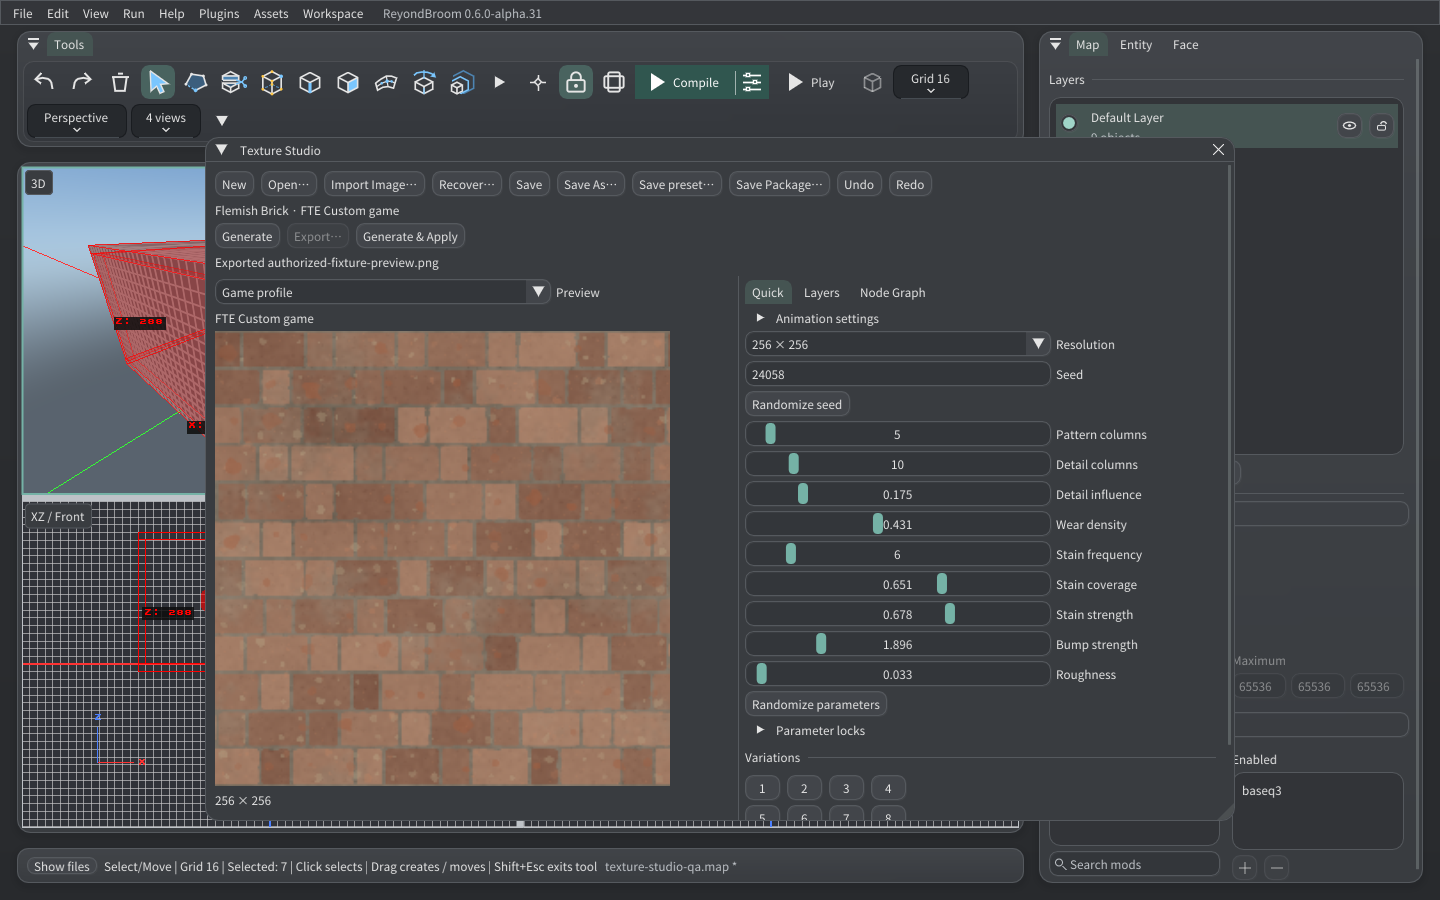 File Edit View Run Help Plugins Assets Workspace ReyondBroom 0.6.0-alpha.31
Tools
Compile
Play
Grid 16
Perspective
4 views
Map Entity Face
Layers
Default Layer
0 objects
3D
Z: 208
X:
XZ / Front
Z: 208
Z
X
Texture Studio
New Open... Import Image... Recover... Save Save As... Save preset... Save Package... Undo Redo
Flemish Brick · FTE Custom game
Generate Export... Generate & Apply
Exported authorized-fixture-preview.png
Game profile Preview
FTE Custom game
256 × 256
Quick Layers Node Graph
Animation settings
256 × 256 Resolution
24058 Seed
Randomize seed
5 Pattern columns
10 Detail columns
0.175 Detail influence
0.431 Wear density
6 Stain frequency
0.651 Stain coverage
0.678 Stain strength
1.896 Bump strength
0.033 Roughness
Randomize parameters
Parameter locks
Variations
1 2 3 4
5 6 7 8
Maximum
65536 65536 65536
Enabled
baseq3
Search mods
Show files Select/Move | Grid 16 | Selected: 7 | Click selects | Drag creates / moves | Shift+Esc exits tool texture-studio-qa.map *